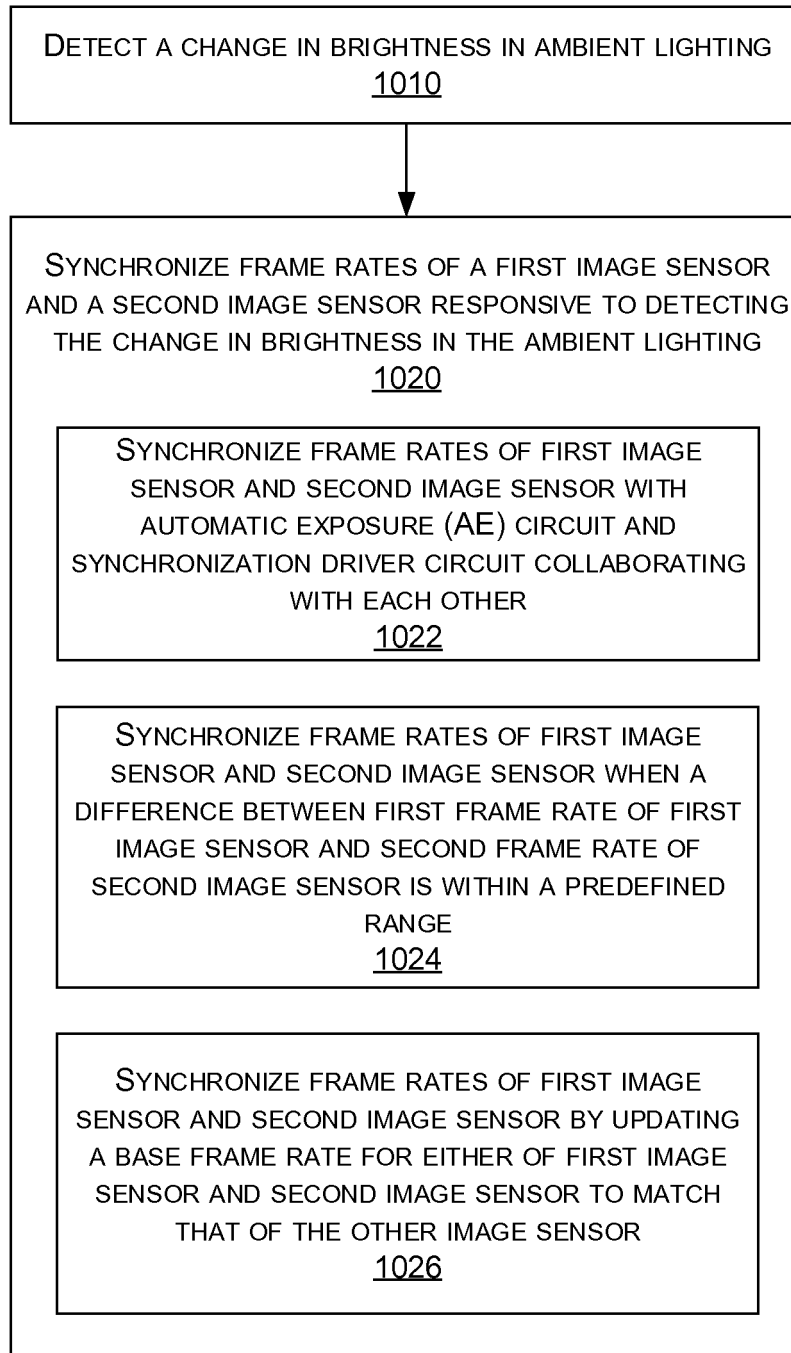 DETECT A CHANGE IN BRIGHTNESS IN AMBIENT LIGHTING
1010
SYNCHRONIZE FRAME RATES OF A FIRST IMAGE SENSOR
AND A SECOND IMAGE SENSOR RESPONSIVE TO DETECTING
THE CHANGE IN BRIGHTNESS IN THE AMBIENT LIGHTING
1020
SYNCHRONIZE FRAME RATES OF FIRST IMAGE
SENSOR AND SECOND IMAGE SENSOR WITH
AUTOMATIC EXPOSURE (AE) CIRCUIT AND
SYNCHRONIZATION DRIVER CIRCUIT COLLABORATING
WITH EACH OTHER
1022
SYNCHRONIZE FRAME RATES OF FIRST IMAGE
SENSOR AND SECOND IMAGE SENSOR WHEN A
DIFFERENCE BETWEEN FIRST FRAME RATE OF FIRST
IMAGE SENSOR AND SECOND FRAME RATE OF
SECOND IMAGE SENSOR IS WITHIN A PREDEFINED
RANGE
1024
SYNCHRONIZE FRAME RATES OF FIRST IMAGE
SENSOR AND SECOND IMAGE SENSOR BY UPDATING
A BASE FRAME RATE FOR EITHER OF FIRST IMAGE
SENSOR AND SECOND IMAGE SENSOR TO MATCH
THAT OF THE OTHER IMAGE SENSOR
1026